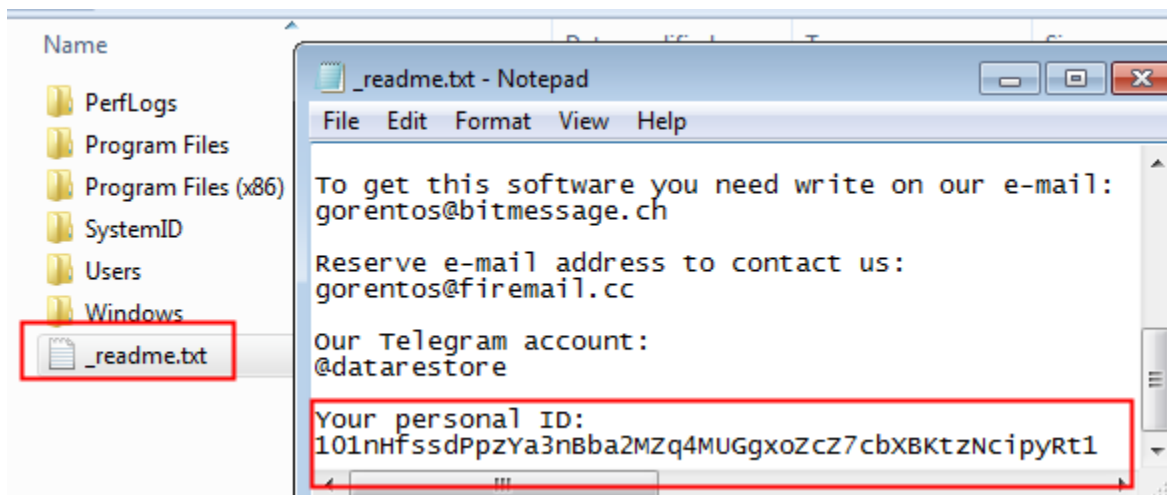 Name
PerfLogs
Program Files
Program Files (x86)
SystemID
Users
Windows
_readme.txt
_readme.txt - Notepad
File Edit Format View Help
To get this software you need write on our e-mail:
gorentos@bitmessage.ch
Reserve e-mail address to contact us:
gorentos@firemail.cc
Our Telegram account:
@datarestore
Your personal ID:
101nHfssdPpzYa3nBba2MZq4MUGgxoZcZ7cbXBKtzNcipyRt1